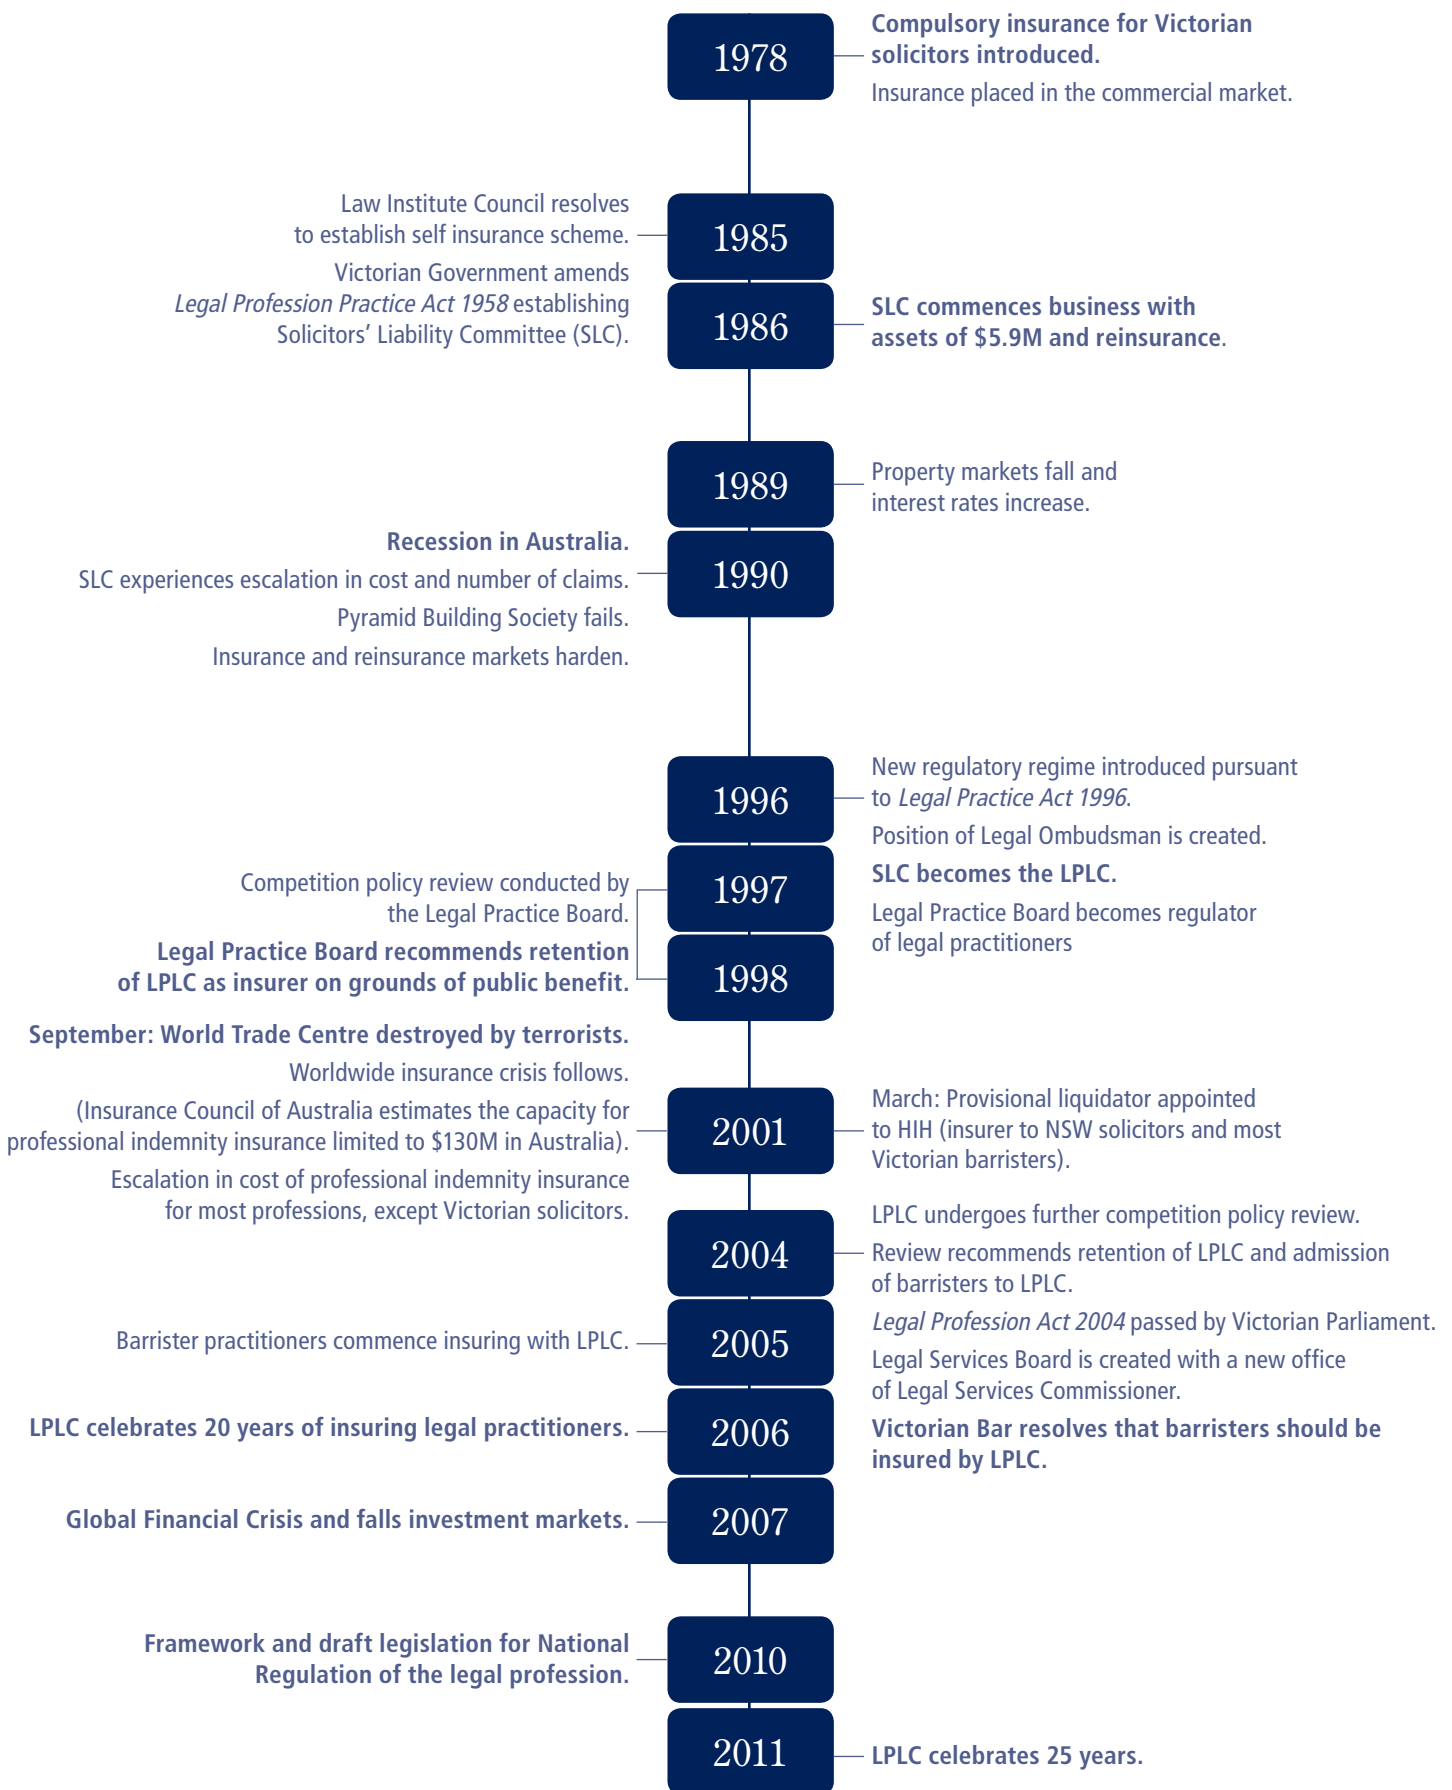 1978
Compulsory insurance for Victorian
solicitors introduced.
Insurance placed in the commercial market.
Law Institute Council resolves
to establish self insurance scheme.
Victorian Government amends
Legal Profession Practice Act 1958 establishing
Solicitors’ Liability Committee (SLC).
1985
1986
SLC commences business with
assets of $5.9M and reinsurance.
1989
Property markets fall and
interest rates increase.
Recession in Australia.
SLC experiences escalation in cost and number of claims.
Pyramid Building Society fails.
Insurance and reinsurance markets harden.
1990
1996
New regulatory regime introduced pursuant
to Legal Practice Act 1996.
Position of Legal Ombudsman is created.
SLC becomes the LPLC.
Legal Practice Board becomes regulator
of legal practitioners
Competition policy review conducted by
the Legal Practice Board.
Legal Practice Board recommends retention
of LPLC as insurer on grounds of public benefit.
1997
1998
September: World Trade Centre destroyed by terrorists.
Worldwide insurance crisis follows.
(Insurance Council of Australia estimates the capacity for
professional indemnity insurance limited to $130M in Australia).
Escalation in cost of professional indemnity insurance
for most professions, except Victorian solicitors.
2001
March: Provisional liquidator appointed
to HIH (insurer to NSW solicitors and most
Victorian barristers).
2004
LPLC undergoes further competition policy review.
Review recommends retention of LPLC and admission
of barristers to LPLC.
Legal Profession Act 2004 passed by Victorian Parliament.
Legal Services Board is created with a new office
of Legal Services Commissioner.
Victorian Bar resolves that barristers should be
insured by LPLC.
Barrister practitioners commence insuring with LPLC.
2005
LPLC celebrates 20 years of insuring legal practitioners.
2006
Global Financial Crisis and falls investment markets.
2007
Framework and draft legislation for National
Regulation of the legal profession.
2010
2011
LPLC celebrates 25 years.